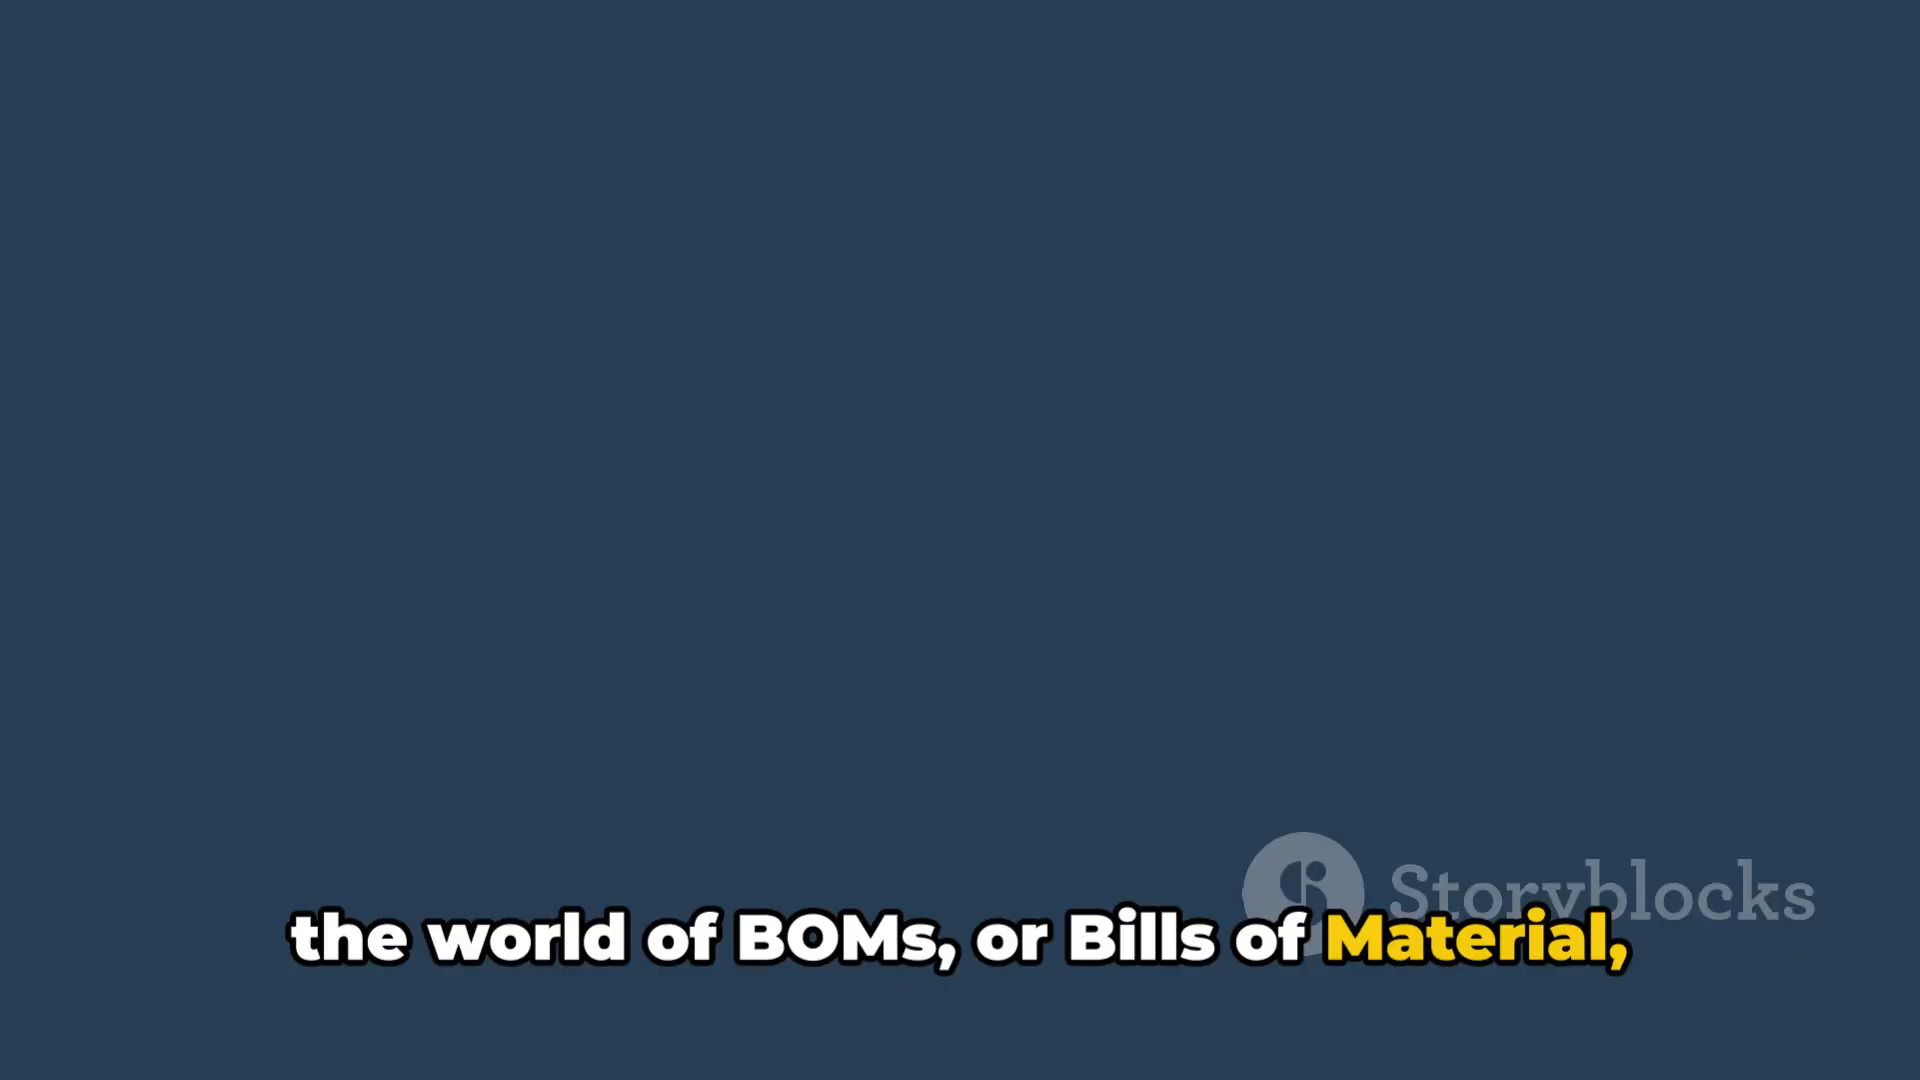 Storyblocks
the world of BOMs, or Bills of Material,